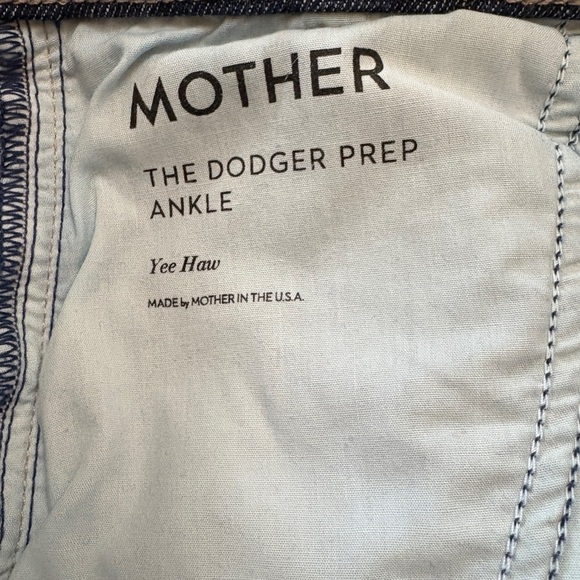 MOTHER
THE DODGER PREP
ANKLE
Yee Haw
MADE by MOTHER IN THE U.S.A.